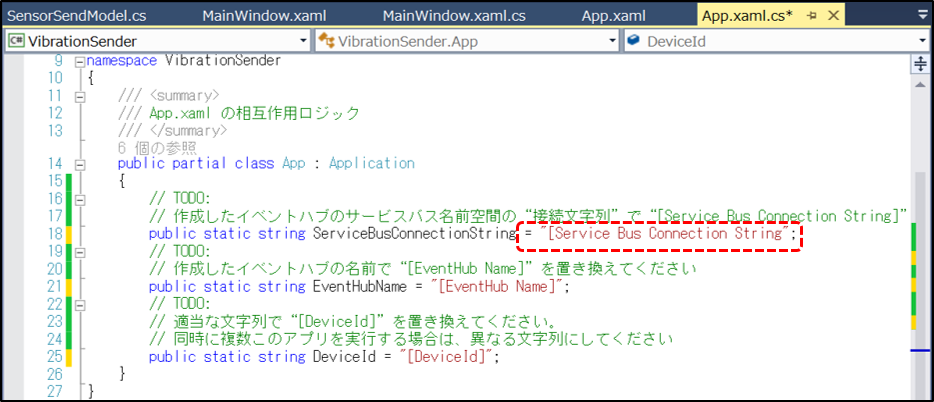 SensorSendModel.cs MainWindow.xaml MainWindow.xaml.cs App.xaml App.xaml.cs*
C# VibrationSender VibrationSender.App DeviceId
9 namespace VibrationSender
10 {
11 /// <summary>
12 /// App.xaml の相互作用ロジック
13 /// </summary>
6 個の参照
14 public partial class App : Application
15 {
16 // TODO:
17 // 作成したイベントハブのサービスバス名前空間の“接続文字列”で“[Service Bus Connection String]”
18 public static string ServiceBusConnectionString = "[Service Bus Connection String";
19 // TODO:
20 // 作成したイベントハブの名前で“[EventHub Name]”を置き換えてください
21 public static string EventHubName = "[EventHub Name]";
22 // TODO:
23 // 適当な文字列で“[DeviceId]”を置き換えてください。
24 // 同時に複数このアプリを実行する場合は、異なる文字列にしてください
25 public static string DeviceId = "[DeviceId]";
26 }
27 }